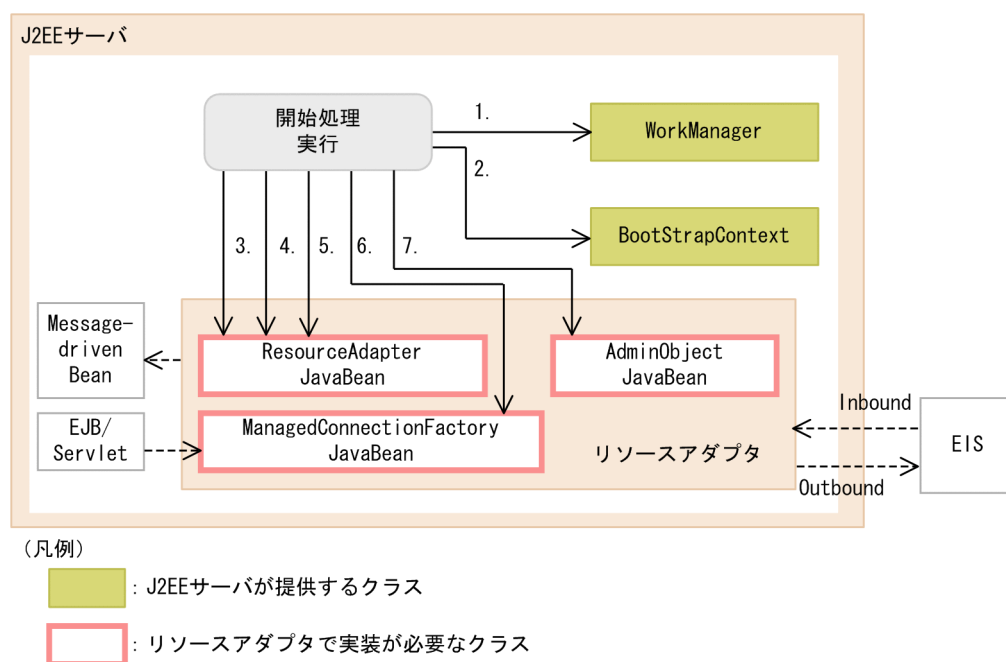 J2EEサーバ
開始処理
実行
1.
WorkManager
2.
BootStrapContext
3.
4.
5.
6.
7.
Message-
driven
Bean
ResourceAdapter
JavaBean
AdminObject
JavaBean
Inbound
EJB/
Servlet
ManagedConnectionFactory
JavaBean
リソースアダプタ
EIS
Outbound
(凡例)
: J2EEサーバが提供するクラス
: リソースアダプタで実装が必要なクラス